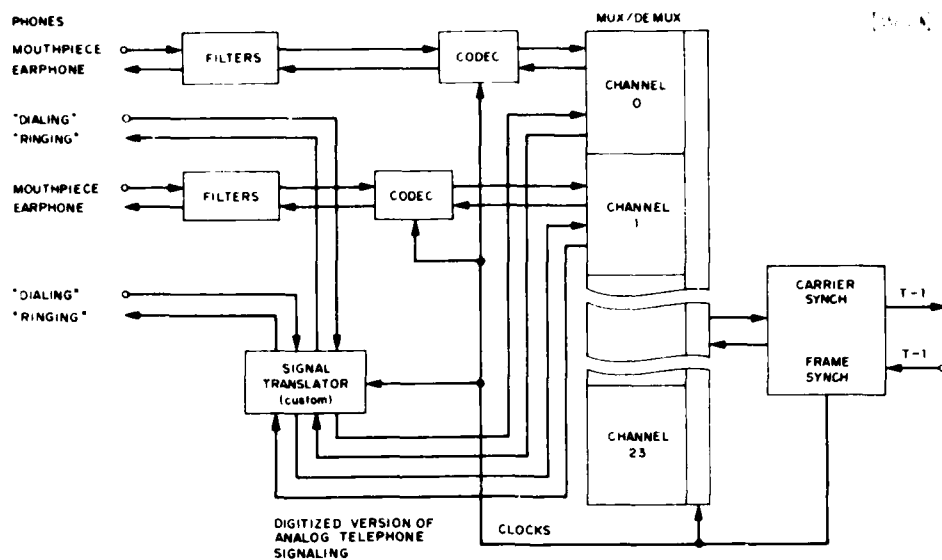 PHONES
MUX/DEMUX
MOUTHPIECE
EARPHONE
FILTERS
CODEC
CHANNEL
0
"DIALING"
"RINGING"
MOUTHPIECE
EARPHONE
FILTERS
CODEC
CHANNEL
1
"DIALING"
"RINGING"
CARRIER
SYNCH
T-1
FRAME
SYNCH
T-1
SIGNAL
TRANSLATOR
(custom)
CHANNEL
23
DIGITIZED VERSION OF
ANALOG TELEPHONE
SIGNALING
CLOCKS